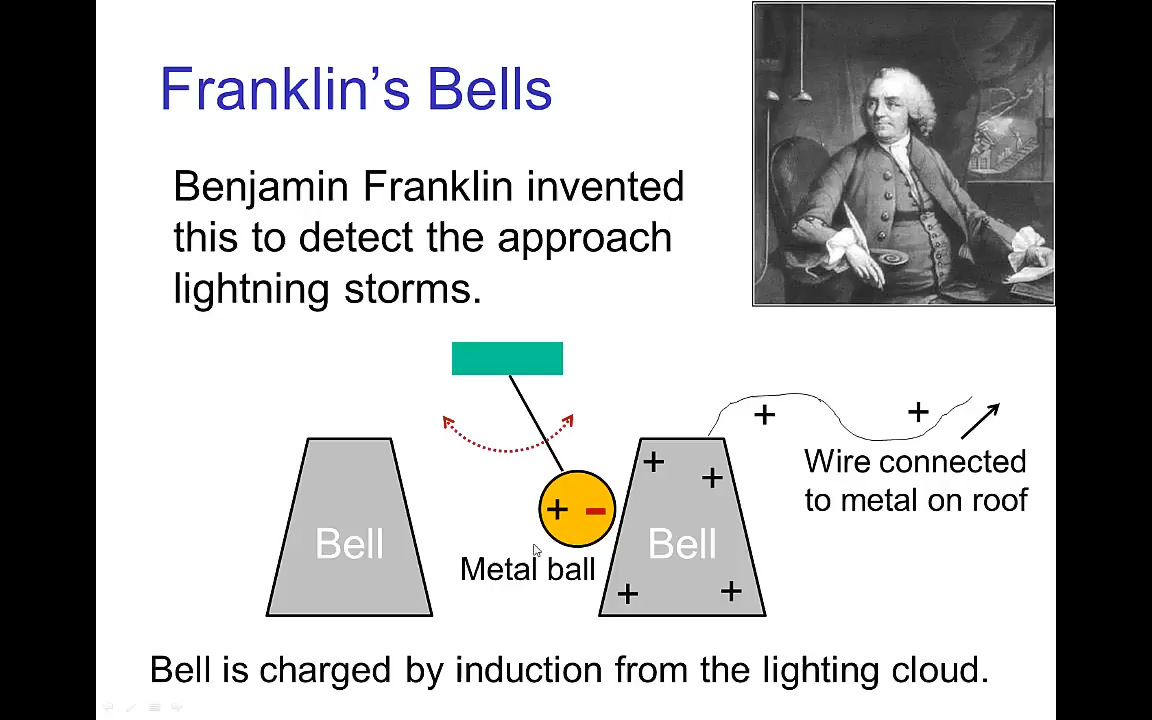 Franklin's Bells
Benjamin Franklin invented
this to detect the approach
lightning storms.
+ +
Wire connected
to metal on roof
+ +
+ -
Bell
Bell
Metal ball
+ +
Bell is charged by induction from the lighting cloud.